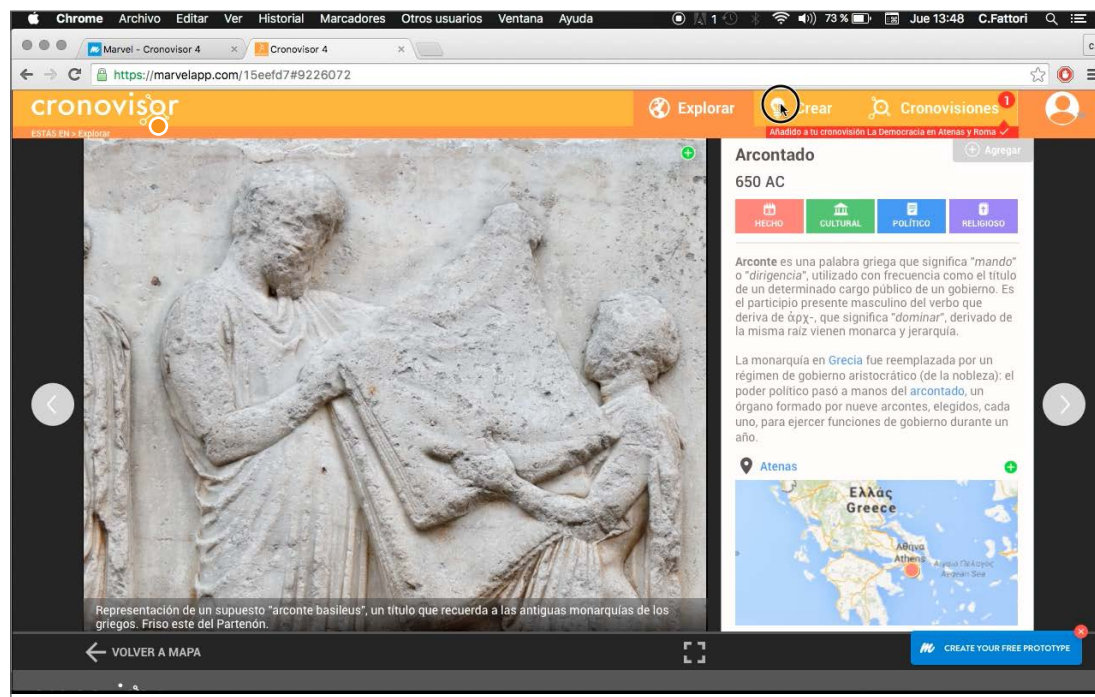 Chrome Archivo Editar Ver Historial Marcadores Otros usuarios Ventana Ayuda 1 73 % Jue 13:48 C.Fattori
Marvel - Cronovisor 4 × Cronovisor 4 ×
https://marvelapp.com/15eefd7#9226072
cronovisor Explorar Crear Cronovisiones 1
ESTÁS EN > Explorar
Añadido a tu cronovisión La Democracia en Atenas y Roma ✓
Arcontado
Agregar
650 AC
HECHO CULTURAL POLÍTICO RELIGIOSO
Arconte es una palabra griega que significa "mando"
o "dirigencia", utilizado con frecuencia como el título
de un determinado cargo público de un gobierno. Es
el participio presente masculino del verbo que
deriva de ἀρχ-, que significa "dominar", derivado de
la misma raíz vienen monarca y jerarquía.
La monarquía en Grecia fue reemplazada por un
régimen de gobierno aristocrático (de la nobleza): el
poder político pasó a manos del arcontado, un
órgano formado por nueve arcontes, elegidos, cada
uno, para ejercer funciones de gobierno durante un
año.
Atenas
Ελλάς
Greece
Αθήνα
Athens
Aegean Sea
Representación de un supuesto "arconte basileus", un título que recuerda a las antiguas monarquías de los
griegos. Friso este del Partenón.
VOLVER A MAPA
CREATE YOUR FREE PROTOTYPE